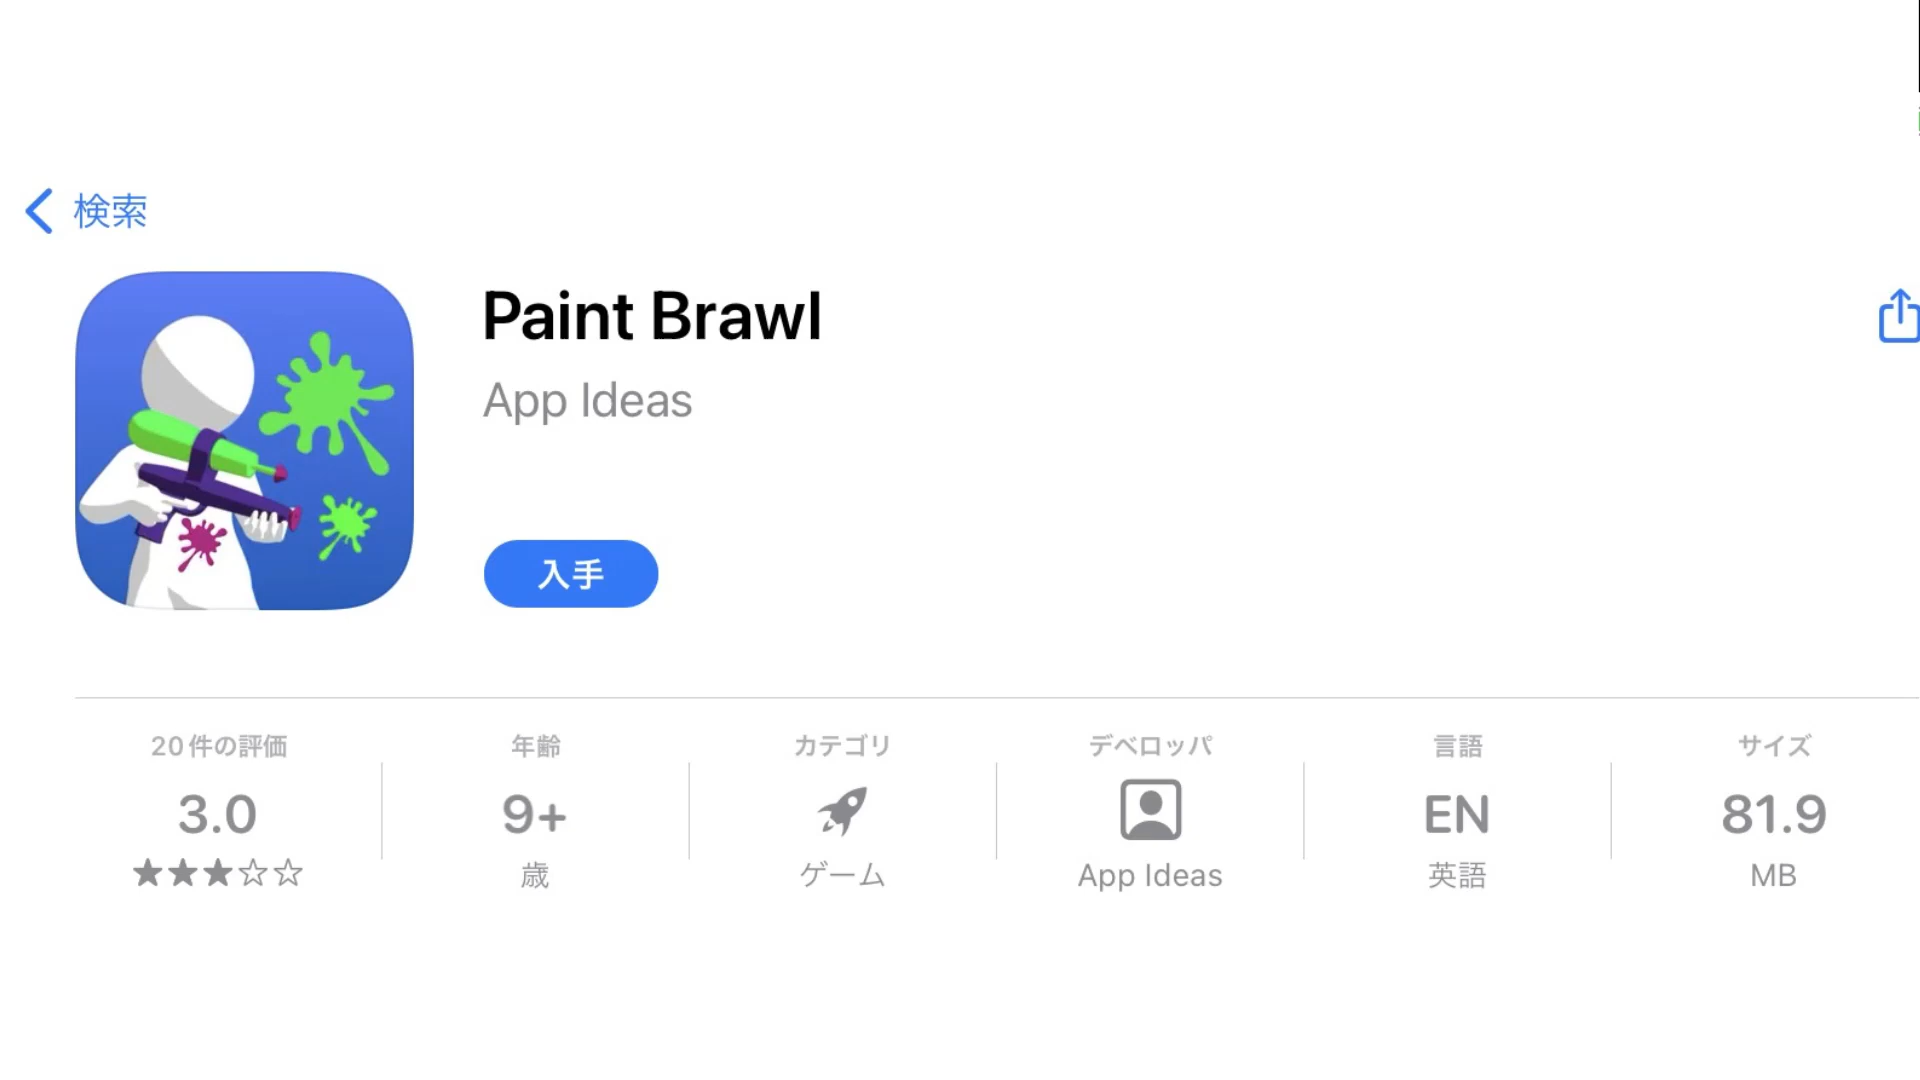 検索
Paint Brawl
App Ideas
入手
20件の評価
3.0
★★★☆☆
年齢
9+
歳
カテゴリ
ゲーム
デベロッパ
App Ideas
言語
EN
英語
サイズ
81.9
MB